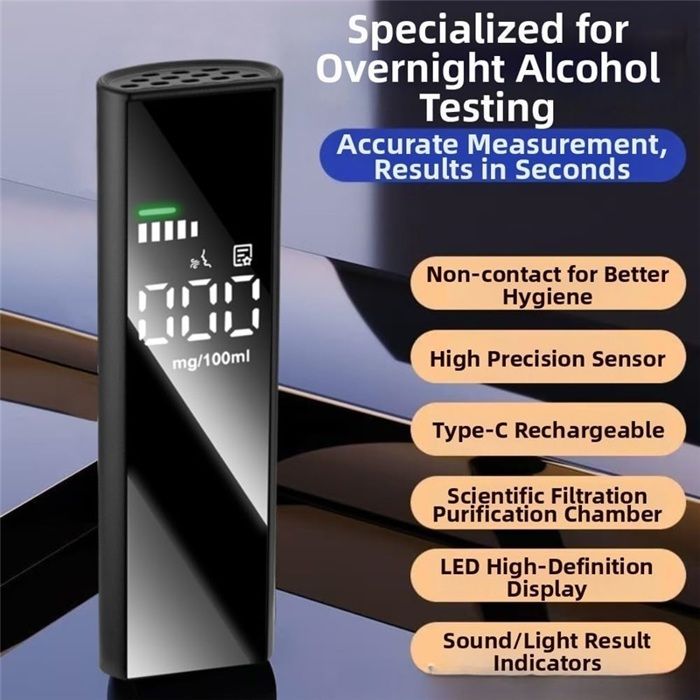 Specialized for
Overnight Alcohol
Testing
Accurate Measurement,
Results in Seconds
000
mg/100ml
Non-contact for Better
Hygiene
High Precision Sensor
Type-C Rechargeable
Scientific Filtration
Purification Chamber
LED High-Definition
Display
Sound/Light Result
Indicators